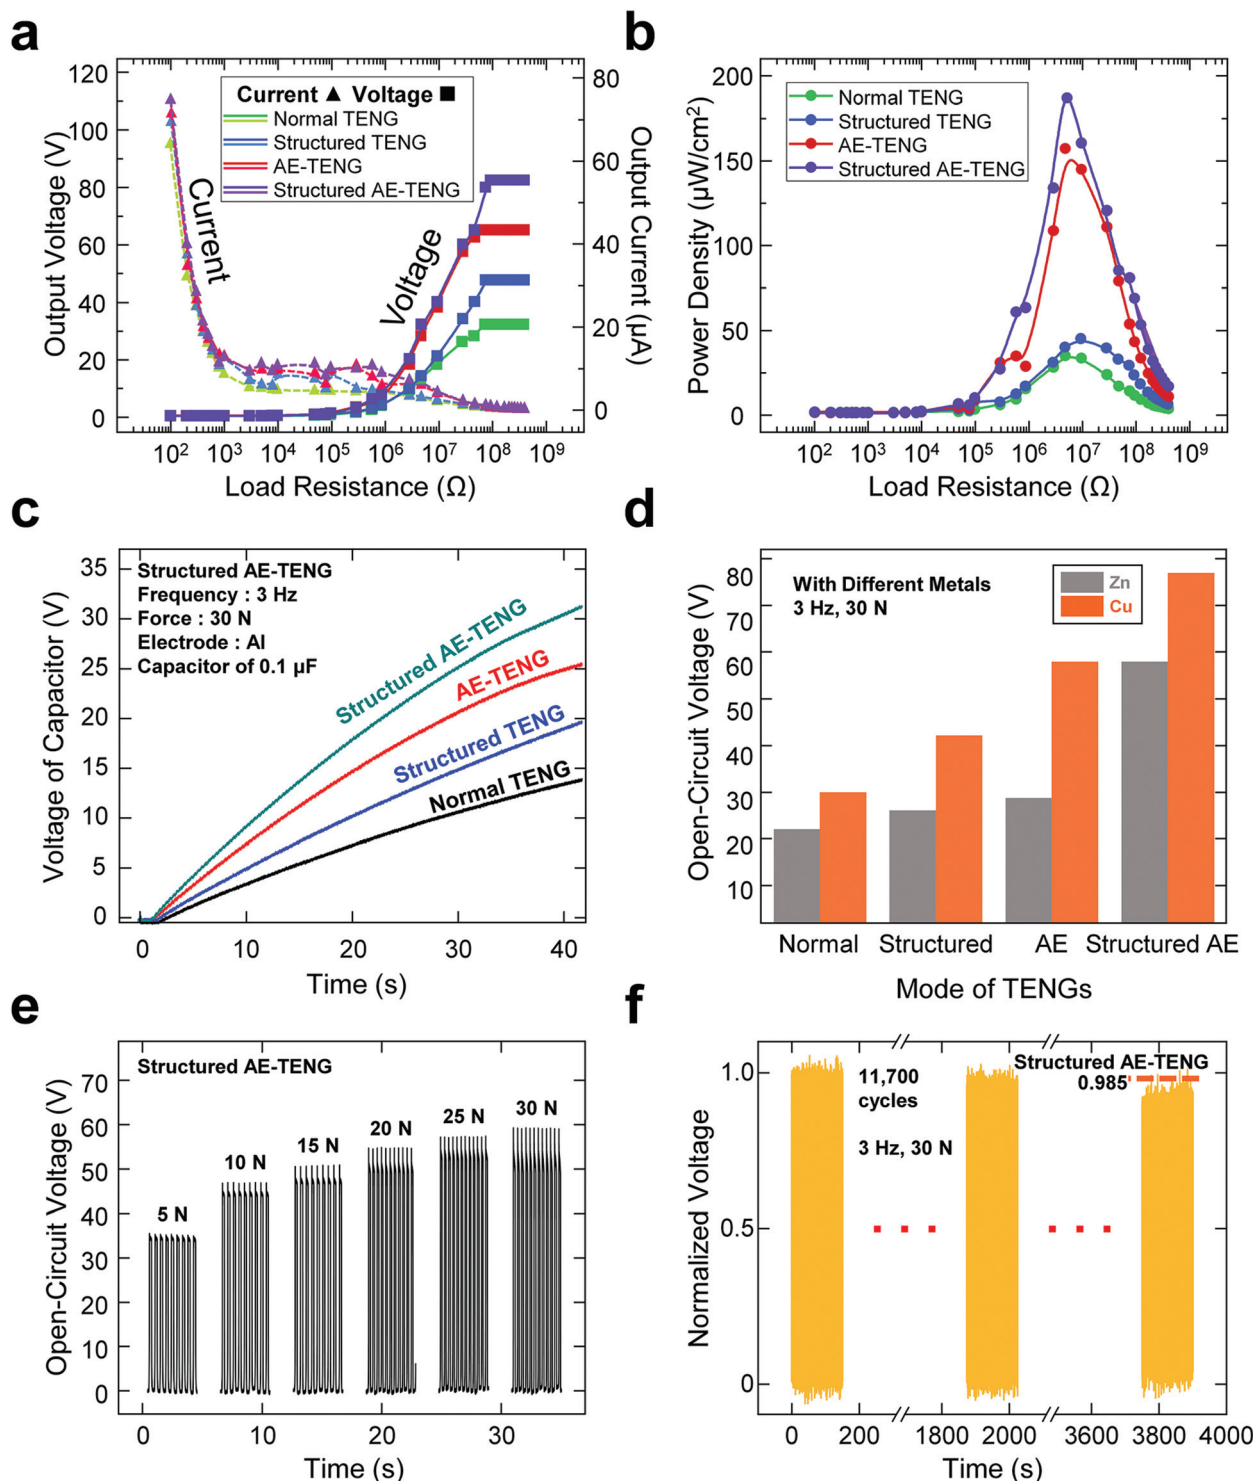 a
120
100
80
60
40
20
0
Output Voltage (V)
80
60
40
20
0
Output Current (μA)
Current ▲ Voltage ■
Normal TENG
Structured TENG
AE-TENG
Structured AE-TENG
Current
Voltage
10² 10³ 10⁴ 10⁵ 10⁶ 10⁷ 10⁸ 10⁹
Load Resistance (Ω)
b
200
150
100
50
0
Power Density (μW/cm²)
Normal TENG
Structured TENG
AE-TENG
Structured AE-TENG
10² 10³ 10⁴ 10⁵ 10⁶ 10⁷ 10⁸ 10⁹
Load Resistance (Ω)
c
35
30
25
20
15
10
5
0
Voltage of Capacitor (V)
Structured AE-TENG
Frequency : 3 Hz
Force : 30 N
Electrode : Al
Capacitor of 0.1 μF
Structured AE-TENG
AE-TENG
Structured TENG
Normal TENG
0 10 20 30 40
Time (s)
d
80
70
60
50
40
30
20
10
Open-Circuit Voltage (V)
With Different Metals
3 Hz, 30 N
Zn
Cu
Normal Structured AE Structured AE
Mode of TENGs
e
70
60
50
40
30
20
10
0
Open-Circuit Voltage (V)
Structured AE-TENG
5 N
10 N
15 N
20 N
25 N
30 N
0 10 20 30
Time (s)
f
1.0
0.5
0
Normalized Voltage
11,700
cycles
3 Hz, 30 N
Structured AE-TENG
0.985
0 200 1800 2000 3600 3800 4000
Time (s)